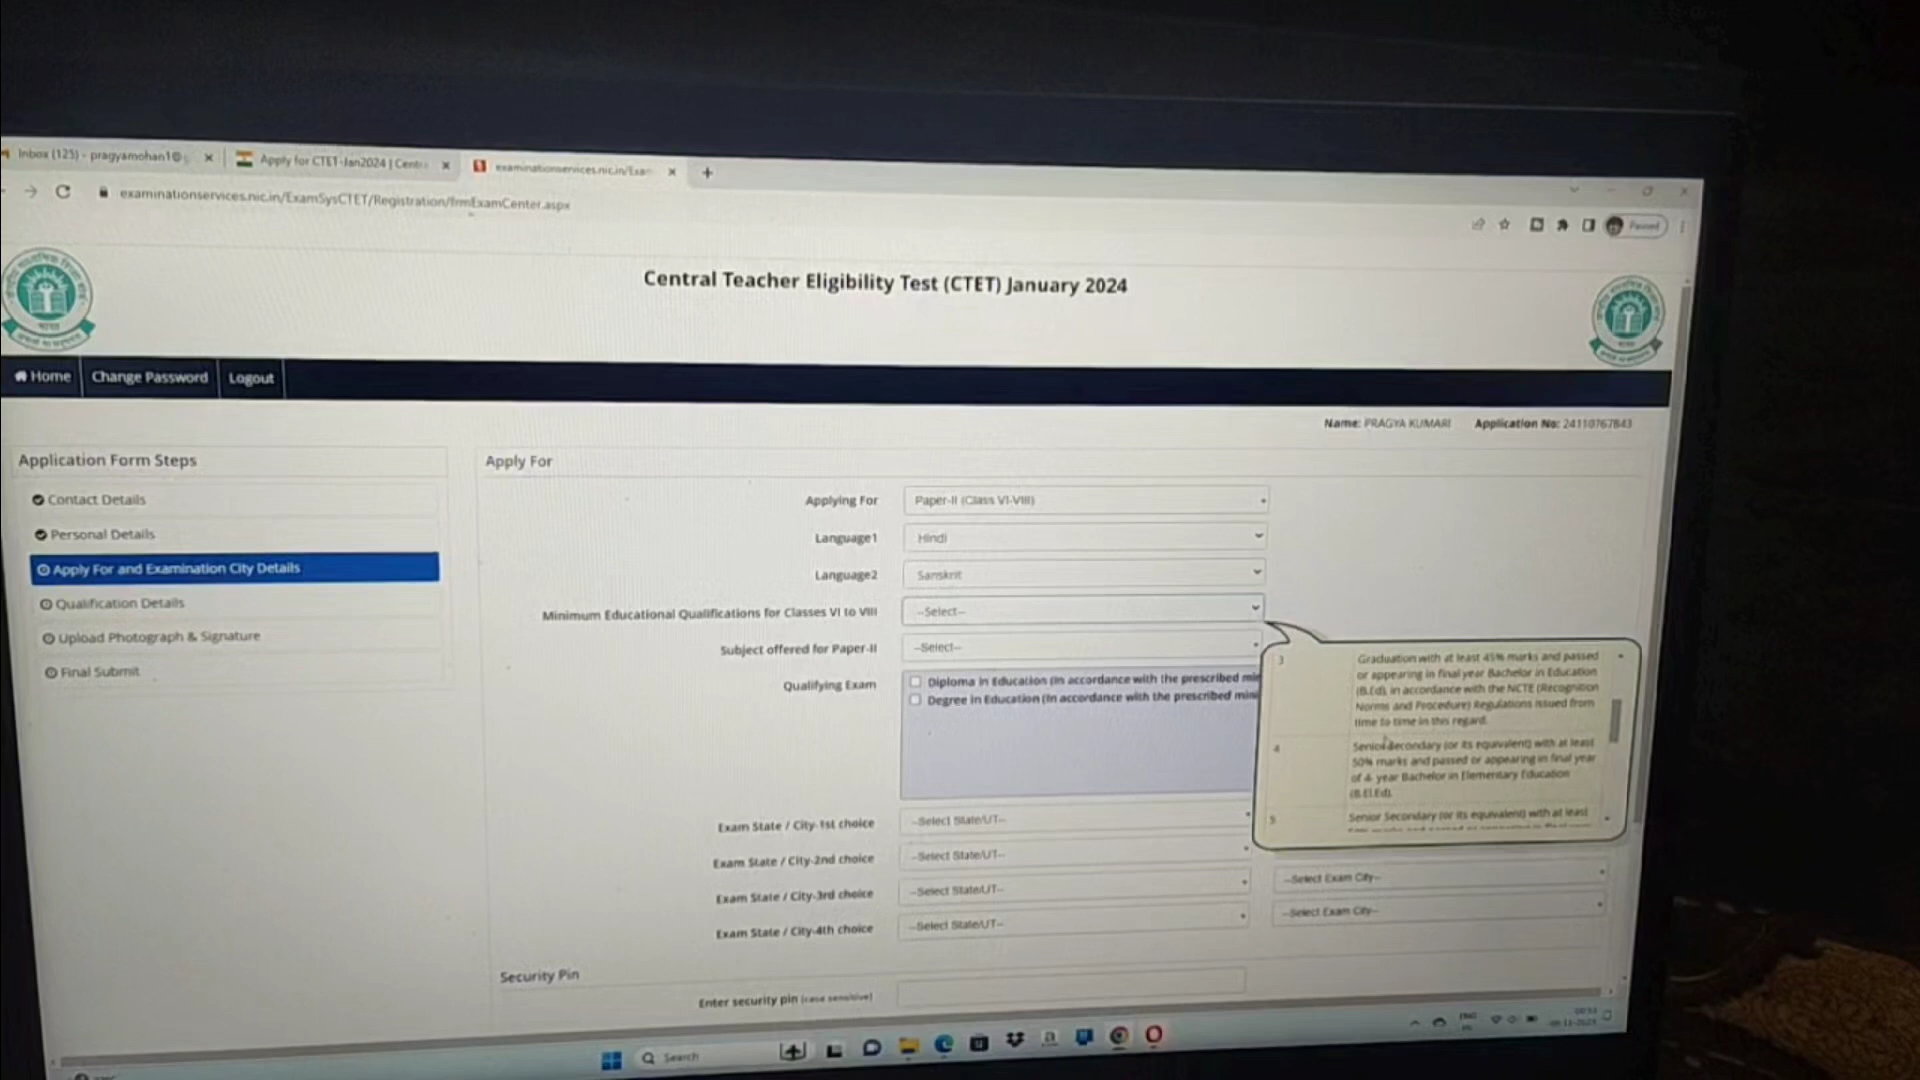 Inbox (125) - pragyamohan1@g
Apply for CTET-Jan2024 | Centr
examinationservices.nic.in/Exam
examinationservices.nic.in/ExamSysCTET/Registration/frmExamCenter.aspx
Paused
Central Teacher Eligibility Test (CTET) January 2024
Home
Change Password
Logout
Name: PRAGYA KUMARI Application No: 24110767843
Application Form Steps
Contact Details
Personal Details
Apply For and Examination City Details
Qualification Details
Upload Photograph & Signature
Final Submit
Apply For
Applying For Paper-II (Class VI-VIII)
Language1 Hindi
Language2 Sanskrit
Minimum Educational Qualifications for Classes VI to VIII --Select--
Subject offered for Paper-II --Select--
Qualifying Exam
Diploma in Education (In accordance with the prescribed min
Degree in Education (In accordance with the prescribed mini
3 Graduation with at least 45% marks and passed
or appearing in final year Bachelor in Education
(B.Ed), in accordance with the NCTE (Recognition
Norms and Procedure) Regulations issued from
time to time in this regard.
4 Senior Secondary (or its equivalent) with at least
50% marks and passed or appearing in final year
of 4- year Bachelor in Elementary Education
(B.El.Ed).
5 Senior Secondary (or its equivalent) with at least
Exam State / City-1st choice --Select State/UT--
Exam State / City-2nd choice --Select State/UT--
Exam State / City-3rd choice --Select State/UT-- --Select Exam City--
Exam State / City-4th choice --Select State/UT-- --Select Exam City--
Security Pin
Enter security pin (case sensitive)
Search
ENG